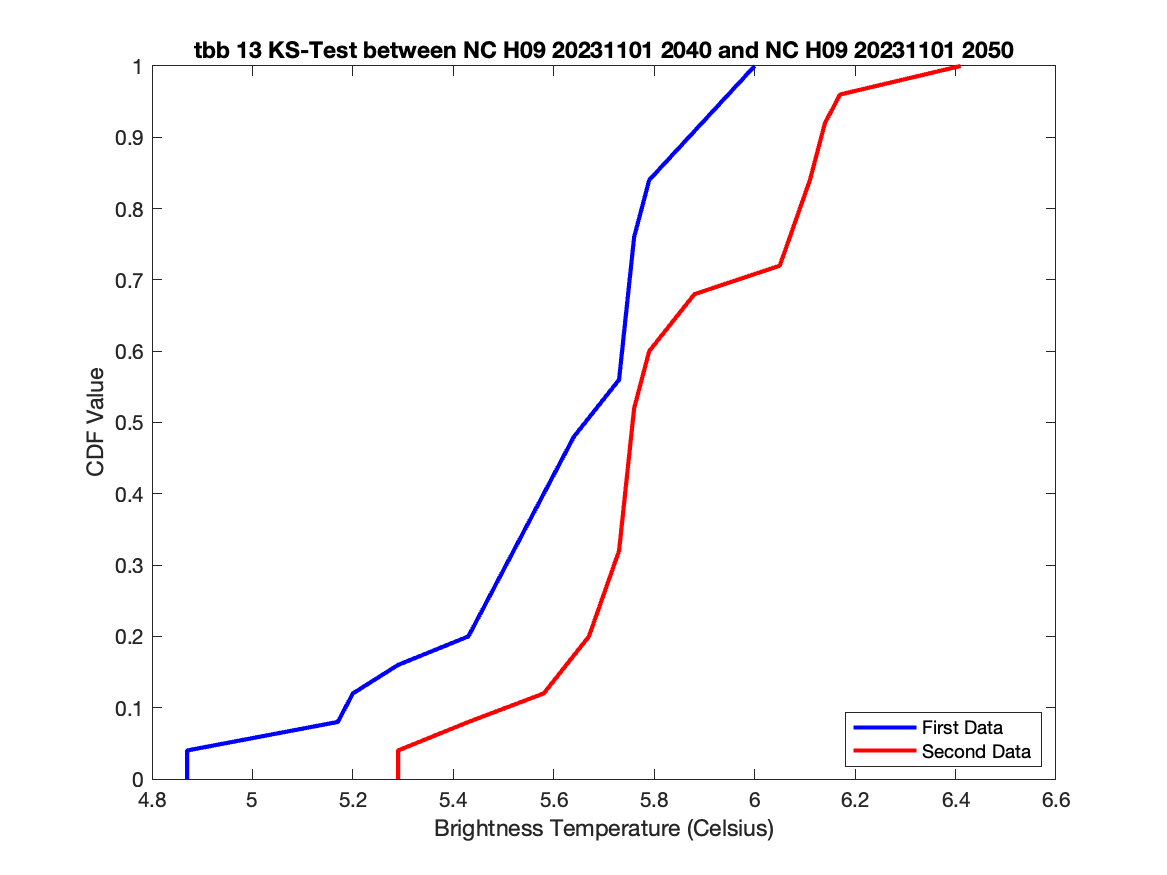 tbb 13 KS-Test between NC H09 20231101 2040 and NC H09 20231101 2050
1
0.9
0.8
0.7
0.6
0.5
0.4
0.3
0.2
0.1
0
CDF Value
4.8 5 5.2 5.4 5.6 5.8 6 6.2 6.4 6.6
Brightness Temperature (Celsius)
First Data
Second Data